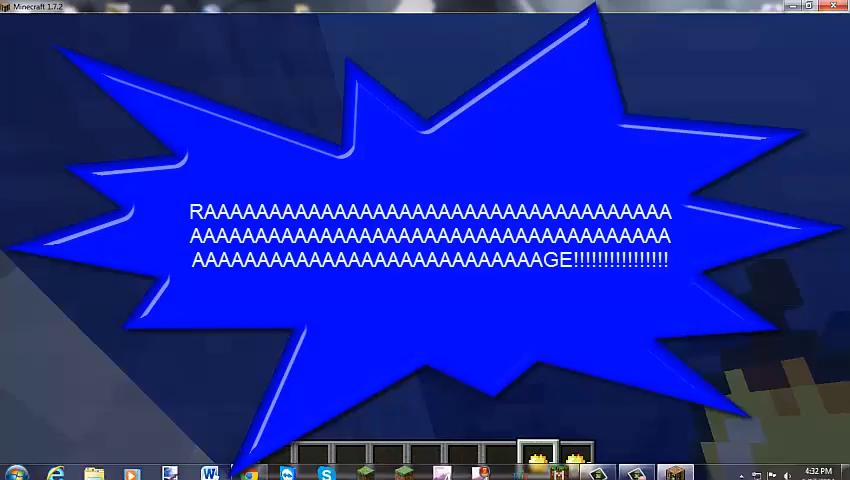 Minecraft 1.7.2
RAAAAAAAAAAAAAAAAAAAAAAAAAAAAAAAAAAAA
AAAAAAAAAAAAAAAAAAAAAAAAAAAAAAAAAAAAA
AAAAAAAAAAAAAAAAAAAAAAAAAAAGE!!!!!!!!!!!!!!!!
4:32 PM